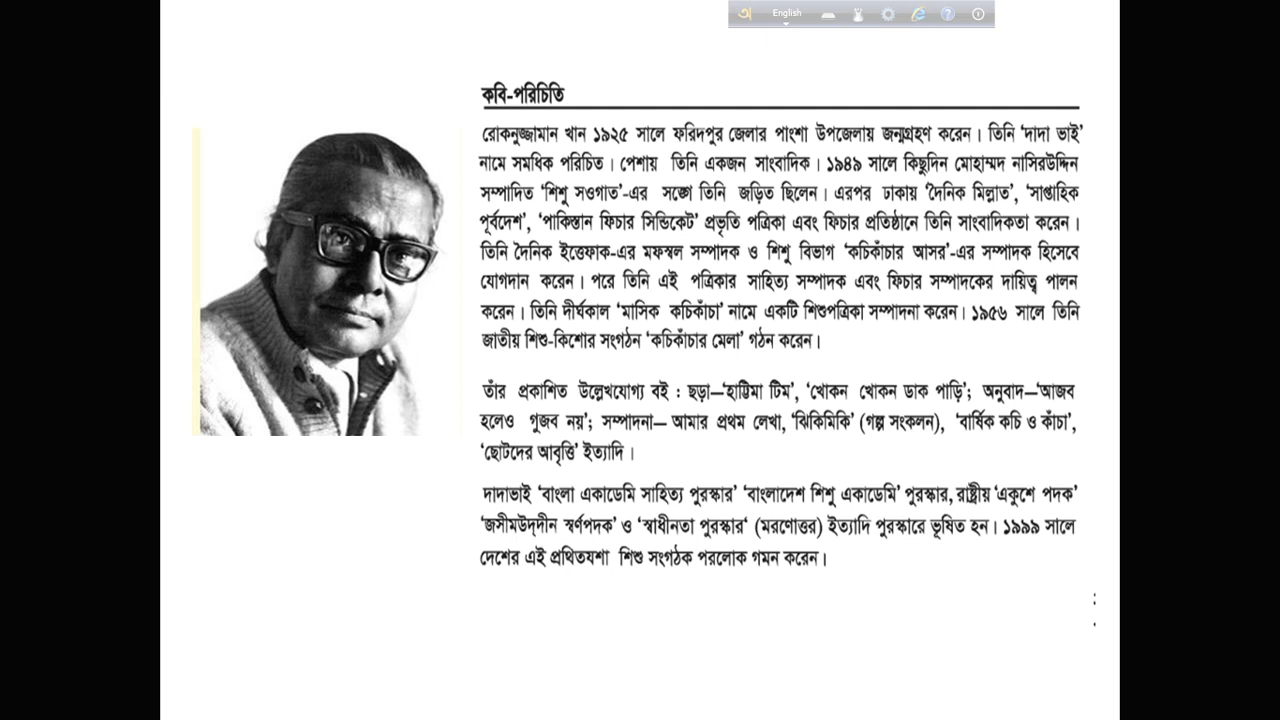 English
কবি-পরিচিতি
রোকনুজ্জামান খান ১৯২৫ সালে ফরিদপুর জেলার পাংশা উপজেলায় জন্মগ্রহণ করেন। তিনি ‘দাদা ভাই’
নামে সমধিক পরিচিত। পেশায় তিনি একজন সাংবাদিক। ১৯৪৯ সালে কিছুদিন মোহাম্মদ নাসিরউদ্দিন
সম্পাদিত ‘শিশু সওগাত’-এর সঙ্গে তিনি জড়িত ছিলেন। এরপর ঢাকায় ‘দৈনিক মিল্লাত’, ‘সাপ্তাহিক
পূর্বদেশ’, ‘পাকিস্তান ফিচার সিন্ডিকেট’ প্রভৃতি পত্রিকা এবং ফিচার প্রতিষ্ঠানে তিনি সাংবাদিকতা করেন।
তিনি দৈনিক ইত্তেফাক-এর মফস্বল সম্পাদক ও শিশু বিভাগ ‘কচিকাঁচার আসর’-এর সম্পাদক হিসেবে
যোগদান করেন। পরে তিনি এই পত্রিকার সাহিত্য সম্পাদক এবং ফিচার সম্পাদকের দায়িত্ব পালন
করেন। তিনি দীর্ঘকাল ‘মাসিক কচিকাঁচা’ নামে একটি শিশুপত্রিকা সম্পাদনা করেন। ১৯৫৬ সালে তিনি
জাতীয় শিশু-কিশোর সংগঠন ‘কচিকাঁচার মেলা’ গঠন করেন।
তাঁর প্রকাশিত উল্লেখযোগ্য বই : ছড়া—‘হাট্টিমা টিম’, ‘খোকন খোকন ডাক পাড়ি’; অনুবাদ—‘আজব
হলেও গুজব নয়’; সম্পাদনা— আমার প্রথম লেখা, ‘ঝিকিমিকি’ (গল্প সংকলন), ‘বার্ষিক কচি ও কাঁচা’,
‘ছোটদের আবৃত্তি’ ইত্যাদি।
দাদাভাই ‘বাংলা একাডেমি সাহিত্য পুরস্কার’ ‘বাংলাদেশ শিশু একাডেমি’ পুরস্কার, রাষ্ট্রীয় ‘একুশে পদক’
‘জসীমউদ্‌দীন স্বর্ণপদক’ ও ‘স্বাধীনতা পুরস্কার‘ (মরণোত্তর) ইত্যাদি পুরস্কারে ভূষিত হন। ১৯৯৯ সালে
দেশের এই প্রথিতযশা শিশু সংগঠক পরলোক গমন করেন।